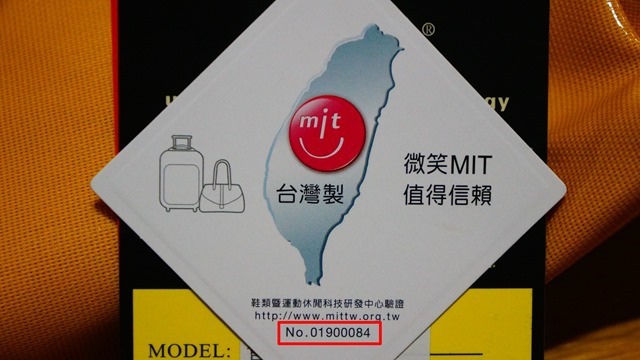 ®
gy
mit
微笑MIT
值得信賴
台灣製
鞋類暨運動休閒科技研發中心驗證
http://www.mittw.org.tw
No.01900084
MODEL: